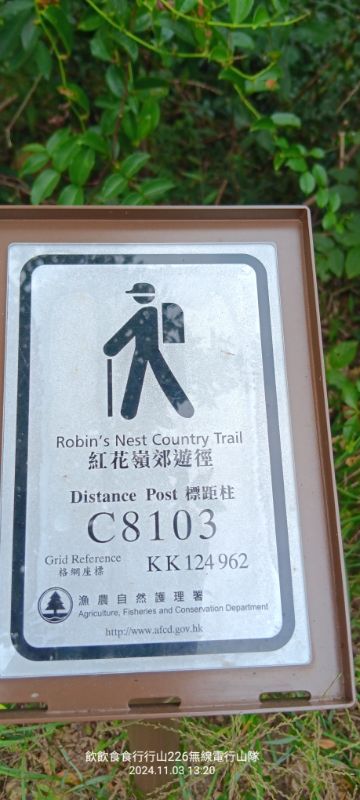 Robin's Nest Country Trail
紅花嶺郊遊徑
Distance Post 標距柱
C8103
Grid Reference
格網座標
KK 124 962
漁農自然護理署
Agriculture, Fisheries and Conservation Department
http://www.afcd.gov.hk
飲飲食食行行山226無線電行山隊
2024.11.03 13:20